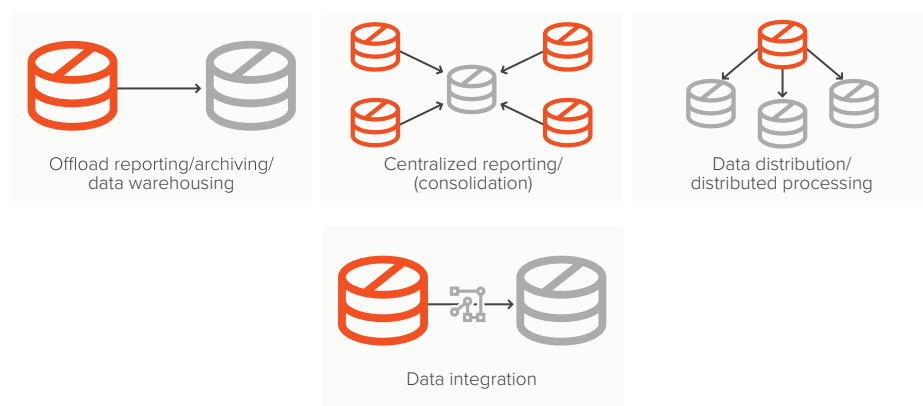 Offload reporting/archiving/
data warehousing
Centralized reporting/
(consolidation)
Data distribution/
distributed processing
Data integration